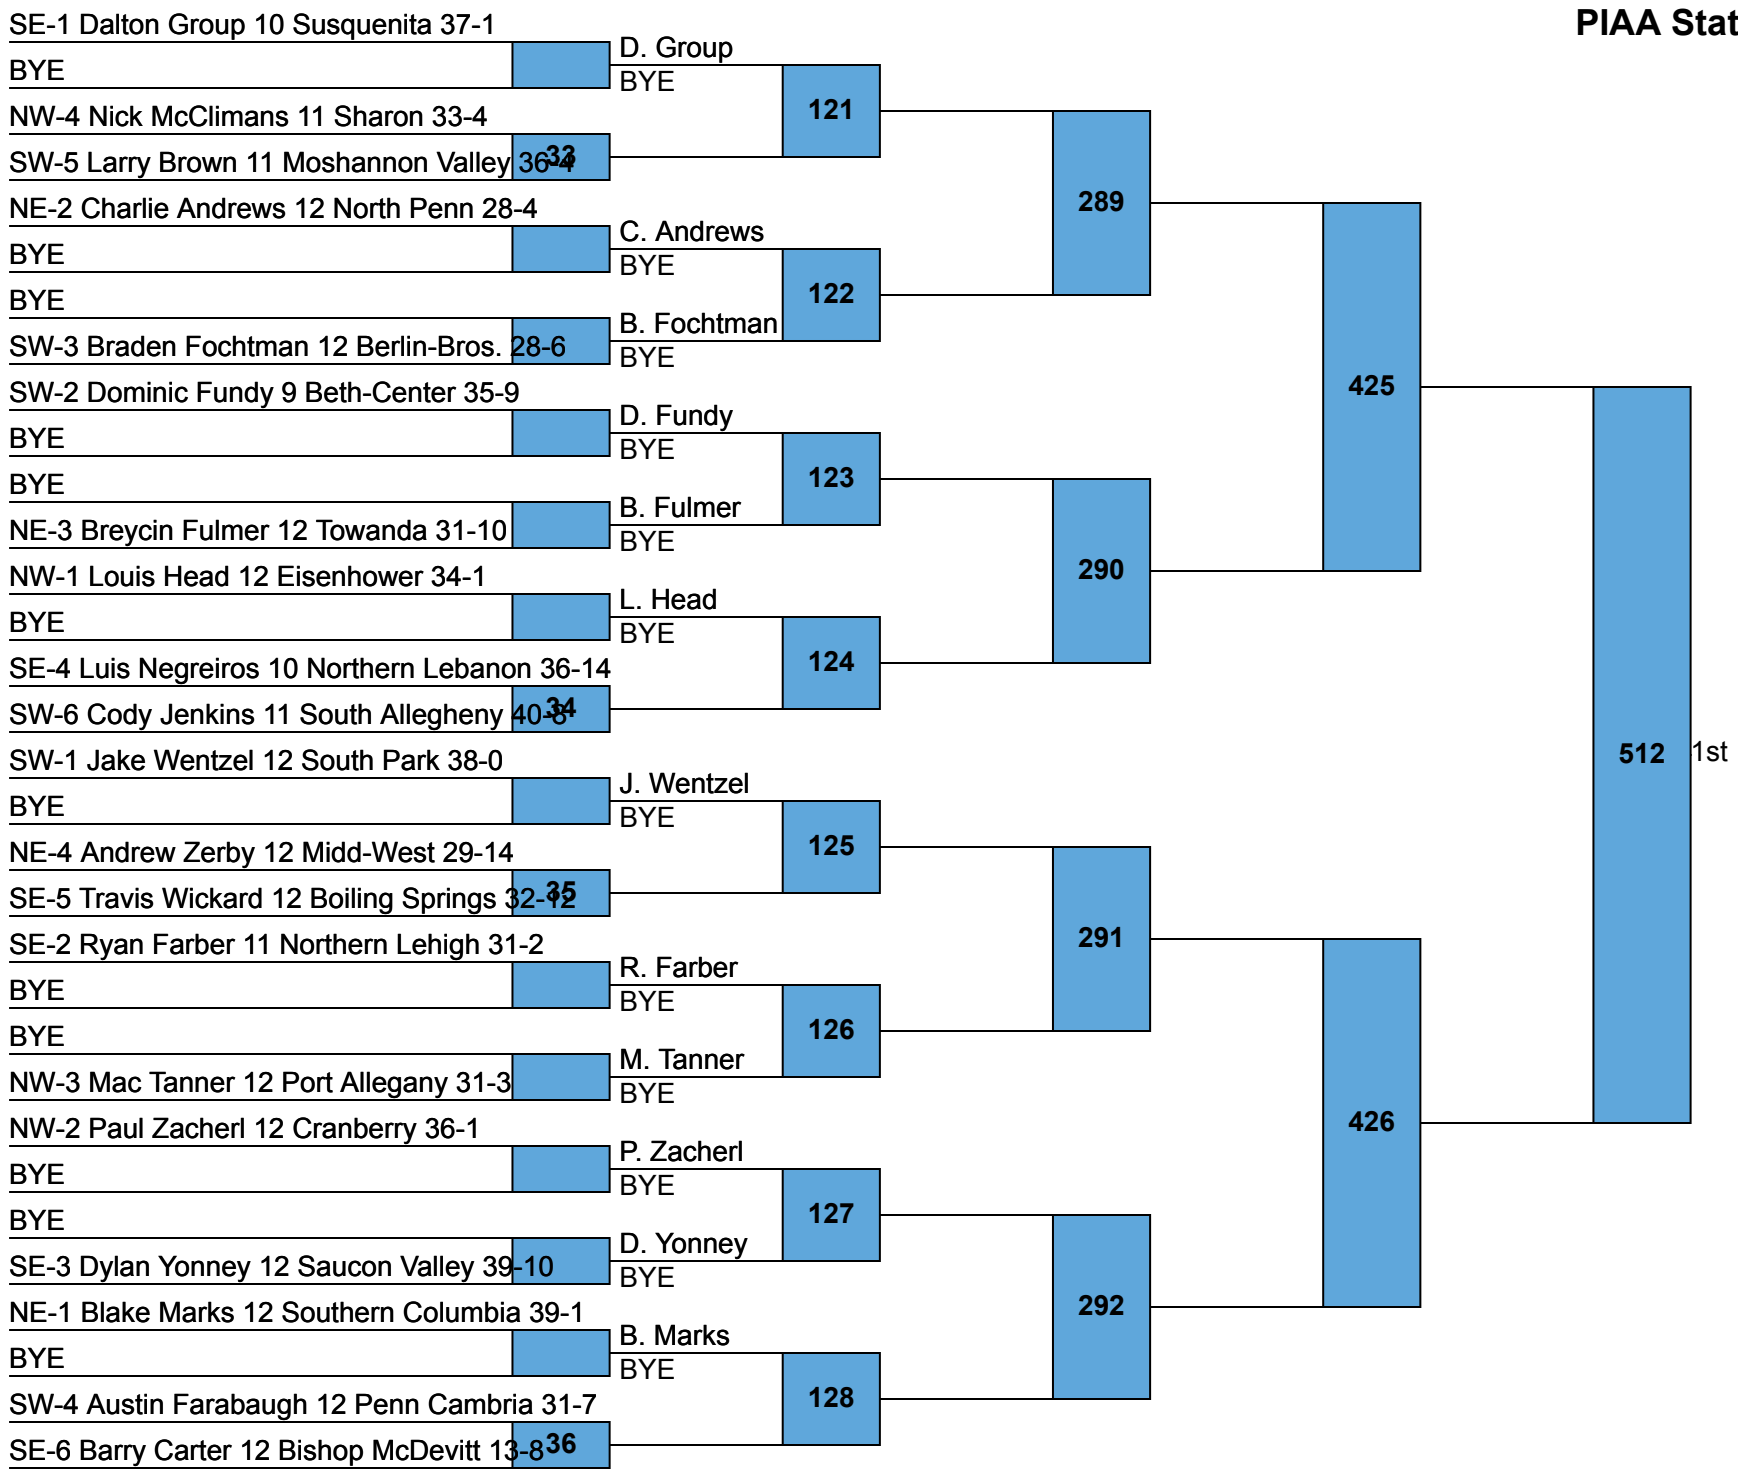 PIAA Stat
SE-1 Dalton Group 10 Susquenita 37-1
D. Group
BYE
BYE
121
NW-4 Nick McClimans 11 Sharon 33-4
33
SW-5 Larry Brown 11 Moshannon Valley 36-4
289
NE-2 Charlie Andrews 12 North Penn 28-4
C. Andrews
BYE
BYE
122
BYE
B. Fochtman
SW-3 Braden Fochtman 12 Berlin-Bros. 28-6
BYE
425
SW-2 Dominic Fundy 9 Beth-Center 35-9
D. Fundy
BYE
BYE
123
BYE
B. Fulmer
NE-3 Breycin Fulmer 12 Towanda 31-10
BYE
290
NW-1 Louis Head 12 Eisenhower 34-1
L. Head
BYE
BYE
124
SE-4 Luis Negreiros 10 Northern Lebanon 36-14
34
SW-6 Cody Jenkins 11 South Allegheny 40-8
512
1st
SW-1 Jake Wentzel 12 South Park 38-0
J. Wentzel
BYE
BYE
125
NE-4 Andrew Zerby 12 Midd-West 29-14
35
SE-5 Travis Wickard 12 Boiling Springs 32-12
291
SE-2 Ryan Farber 11 Northern Lehigh 31-2
R. Farber
BYE
BYE
126
BYE
M. Tanner
NW-3 Mac Tanner 12 Port Allegany 31-3
BYE
426
NW-2 Paul Zacherl 12 Cranberry 36-1
P. Zacherl
BYE
BYE
127
BYE
D. Yonney
SE-3 Dylan Yonney 12 Saucon Valley 39-10
BYE
292
NE-1 Blake Marks 12 Southern Columbia 39-1
B. Marks
BYE
BYE
128
SW-4 Austin Farabaugh 12 Penn Cambria 31-7
36
SE-6 Barry Carter 12 Bishop McDevitt 13-8